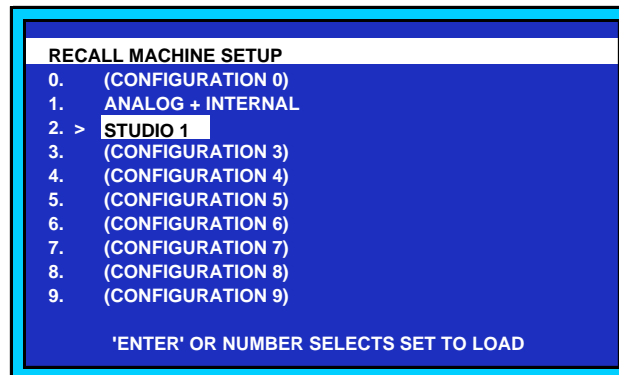 RECALL MACHINE SETUP
0. (CONFIGURATION 0)
1. ANALOG + INTERNAL
2. > STUDIO 1
3. (CONFIGURATION 3)
4. (CONFIGURATION 4)
5. (CONFIGURATION 5)
6. (CONFIGURATION 6)
7. (CONFIGURATION 7)
8. (CONFIGURATION 8)
9. (CONFIGURATION 9)
'ENTER' OR NUMBER SELECTS SET TO LOAD